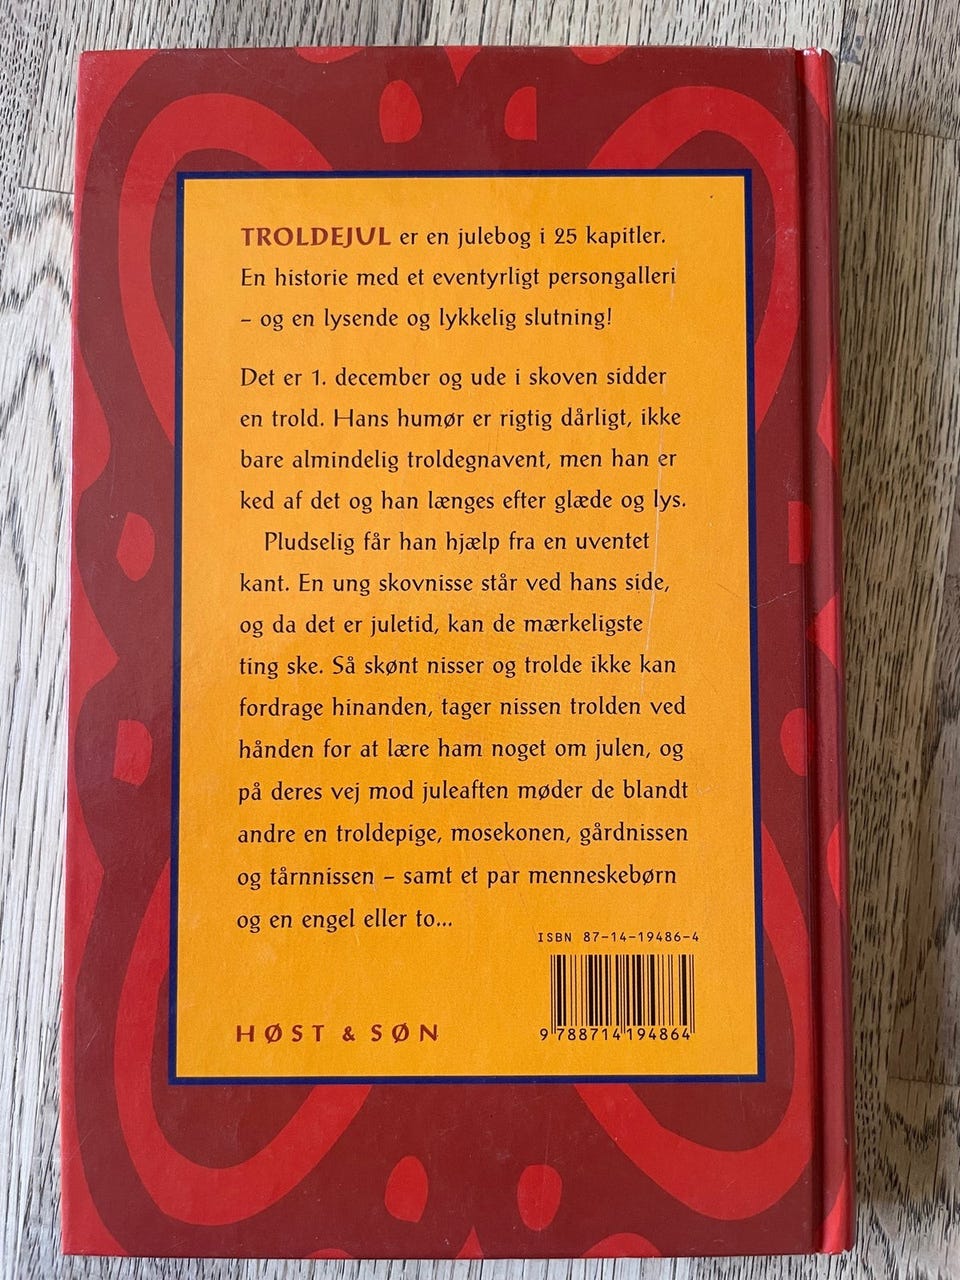 TROLDEJUL er en julebog i 25 kapitler.
En historie med et eventyrligt persongalleri
– og en lysende og lykkelig slutning!
Det er 1. december og ude i skoven sidder
en trold. Hans humør er rigtig dårligt, ikke
bare almindelig troldegnavent, men han er
ked af det og han længes efter glæde og lys.
Pludselig får han hjælp fra en uventet
kant. En ung skovnisse står ved hans side,
og da det er juletid, kan de mærkeligste
ting ske. Så skønt nisser og trolde ikke kan
fordrage hinanden, tager nissen trolden ved
hånden for at lære ham noget om julen, og
på deres vej mod juleaften møder de blandt
andre en troldepige, mosekonen, gårdnissen
og tårnnissen – samt et par menneskebørn
og en engel eller to...
ISBN 87-14-19486-4
9 788714 194864
HØST & SØN